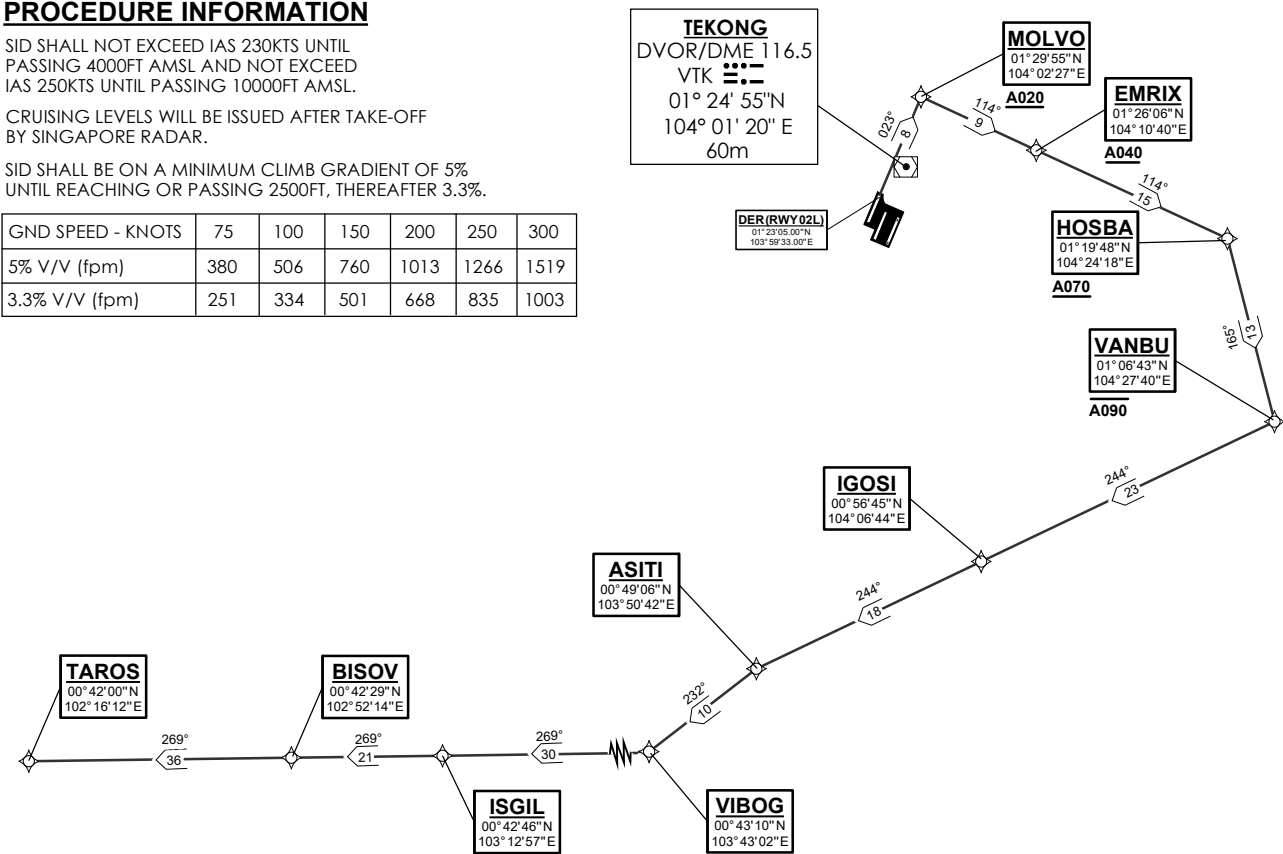 PROCEDURE INFORMATION
SID SHALL NOT EXCEED IAS 230KTS UNTIL
PASSING 4000FT AMSL AND NOT EXCEED
IAS 250KTS UNTIL PASSING 10000FT AMSL.
CRUISING LEVELS WILL BE ISSUED AFTER TAKE-OFF
BY SINGAPORE RADAR.
SID SHALL BE ON A MINIMUM CLIMB GRADIENT OF 5%
UNTIL REACHING OR PASSING 2500FT, THEREAFTER 3.3%.
GND SPEED - KNOTS 75 100 150 200 250 300
5% V/V (fpm) 380 506 760 1013 1266 1519
3.3% V/V (fpm) 251 334 501 668 835 1003
TEKONG
DVOR/DME 116.5
VTK
01° 24' 55"N
104° 01' 20" E
60m
MOLVO
01°29'55"N
104°02'27"E
A020
EMRIX
01°26'06"N
104°10'40"E
A040
023°
8
114°
9
DER(RWY02L)
01°23'05.00"N
103°59'33.00"E
114°
15
HOSBA
01°19'48"N
104°24'18"E
A070
165°
13
VANBU
01°06'43"N
104°27'40"E
A090
244°
23
IGOSI
00°56'45"N
104°06'44"E
244°
18
ASITI
00°49'06"N
103°50'42"E
232°
10
TAROS
00°42'00"N
102°16'12"E
BISOV
00°42'29"N
102°52'14"E
269°
36
269°
21
269°
30
ISGIL
00°42'46"N
103°12'57"E
VIBOG
00°43'10"N
103°43'02"E